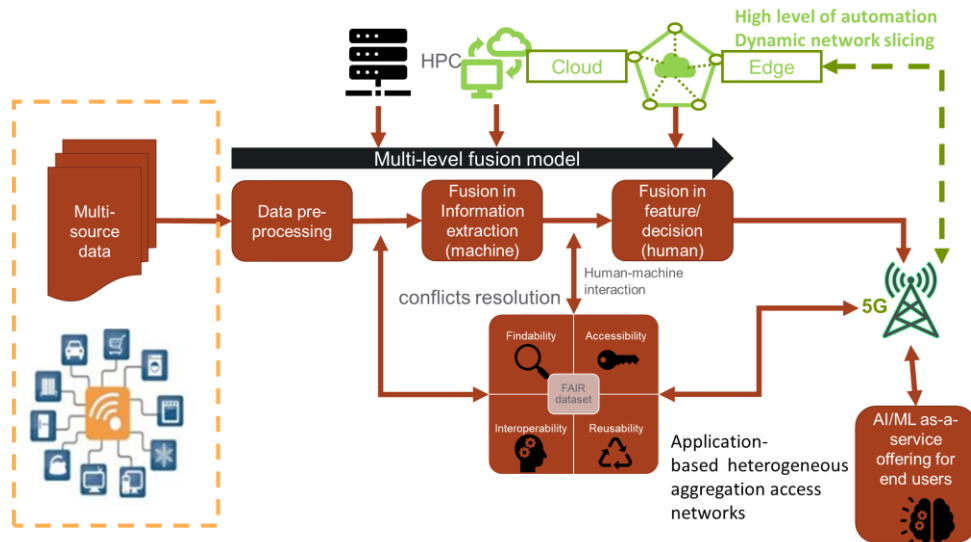 High level of automation
Dynamic network slicing
HPC
Cloud
Edge
Multi-level fusion model
Multi-
source
data
Data pre-
processing
Fusion in
Information
extraction
(machine)
Fusion in
feature/
decision
(human)
Human-machine
interaction
conflicts resolution
5G
Findability
Accessibility
FAIR
dataset
Interoperability
Reusability
Application-
based heterogeneous
aggregation access
networks
AI/ML as-a-
service
offering for
end users